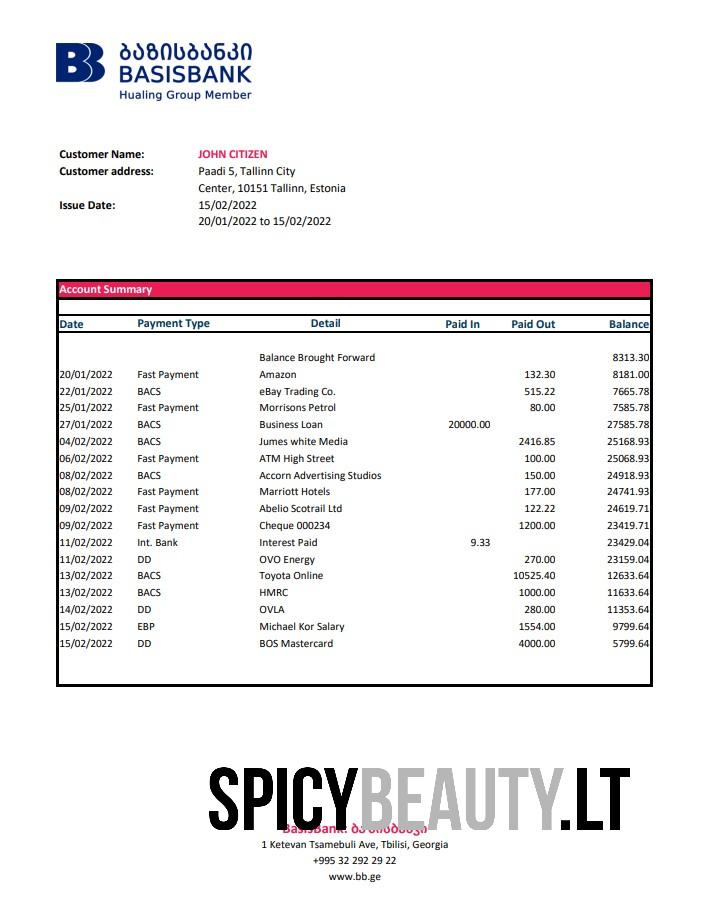 ბაზისბანკი
BASISBANK
Hualing Group Member
Customer Name: JOHN CITIZEN
Customer address: Paadi 5, Tallinn City
Center, 10151 Tallinn, Estonia
Issue Date: 15/02/2022
20/01/2022 to 15/02/2022
Account Summary
Date Payment Type Detail Paid In Paid Out Balance
Balance Brought Forward 8313.30
20/01/2022 Fast Payment Amazon 132.30 8181.00
22/01/2022 BACS eBay Trading Co. 515.22 7665.78
25/01/2022 Fast Payment Morrisons Petrol 80.00 7585.78
27/01/2022 BACS Business Loan 20000.00 27585.78
04/02/2022 BACS Jumes white Media 2416.85 25168.93
06/02/2022 Fast Payment ATM High Street 100.00 25068.93
08/02/2022 BACS Accorn Advertising Studios 150.00 24918.93
08/02/2022 Fast Payment Marriott Hotels 177.00 24741.93
09/02/2022 Fast Payment Abelio Scotrail Ltd 122.22 24619.71
09/02/2022 Fast Payment Cheque 000234 1200.00 23419.71
11/02/2022 Int. Bank Interest Paid 9.33 23429.04
11/02/2022 DD OVO Energy 270.00 23159.04
13/02/2022 BACS Toyota Online 10525.40 12633.64
13/02/2022 BACS HMRC 1000.00 11633.64
14/02/2022 DD OVLA 280.00 11353.64
15/02/2022 EBP Michael Kor Salary 1554.00 9799.64
15/02/2022 DD BOS Mastercard 4000.00 5799.64
SPICYBEAUTY.LT
BasisBank. ბაზისბანკი
1 Ketevan Tsamebuli Ave, Tbilisi, Georgia
+995 32 292 29 22
www.bb.ge